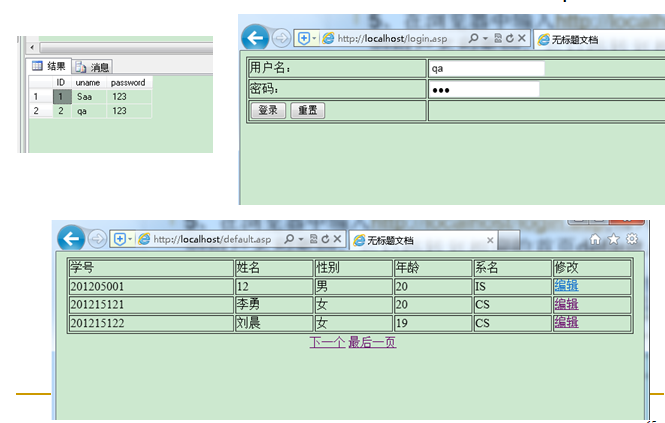 结果 消息
ID uname password
1 1 Saa 123
2 2 qa 123
http://localhost/login.asp 无标题文档
用户名： qa
密码： •••
登录 重置
http://localhost/default.asp 无标题文档
学号 姓名 性别 年龄 系名 修改
201205001 12 男 20 IS 编辑
201215121 李勇 女 20 CS 编辑
201215122 刘晨 女 19 CS 编辑
下一个 最后一页